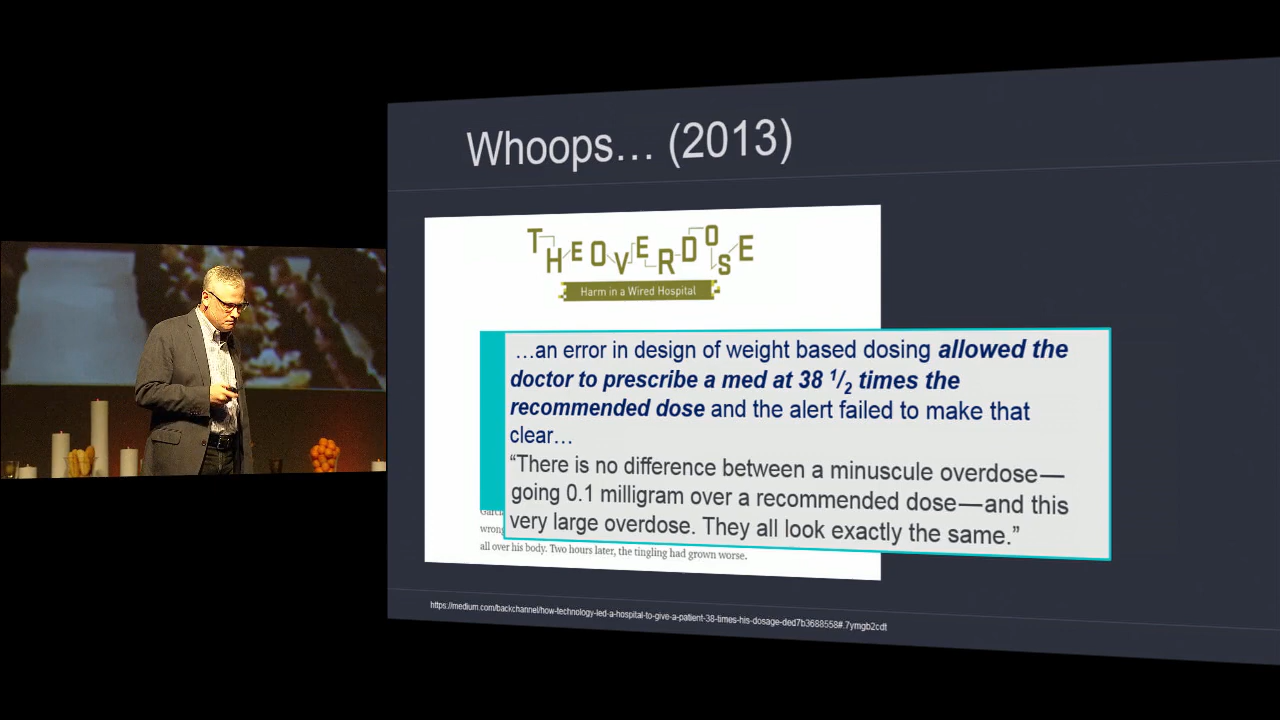 Whoops… (2013)
THE OVERDOSE
Harm in a Wired Hospital
…an error in design of weight based dosing allowed the
doctor to prescribe a med at 38 1/2 times the
recommended dose and the alert failed to make that
clear…
“There is no difference between a minuscule overdose—
going 0.1 milligram over a recommended dose—and this
very large overdose. They all look exactly the same.”
all over his body. Two hours later, the tingling had grown worse.
https://medium.com/backchannel/how-technology-led-a-hospital-to-give-a-patient-38-times-his-dosage-ded7b3688558#.7ymgb2cdt